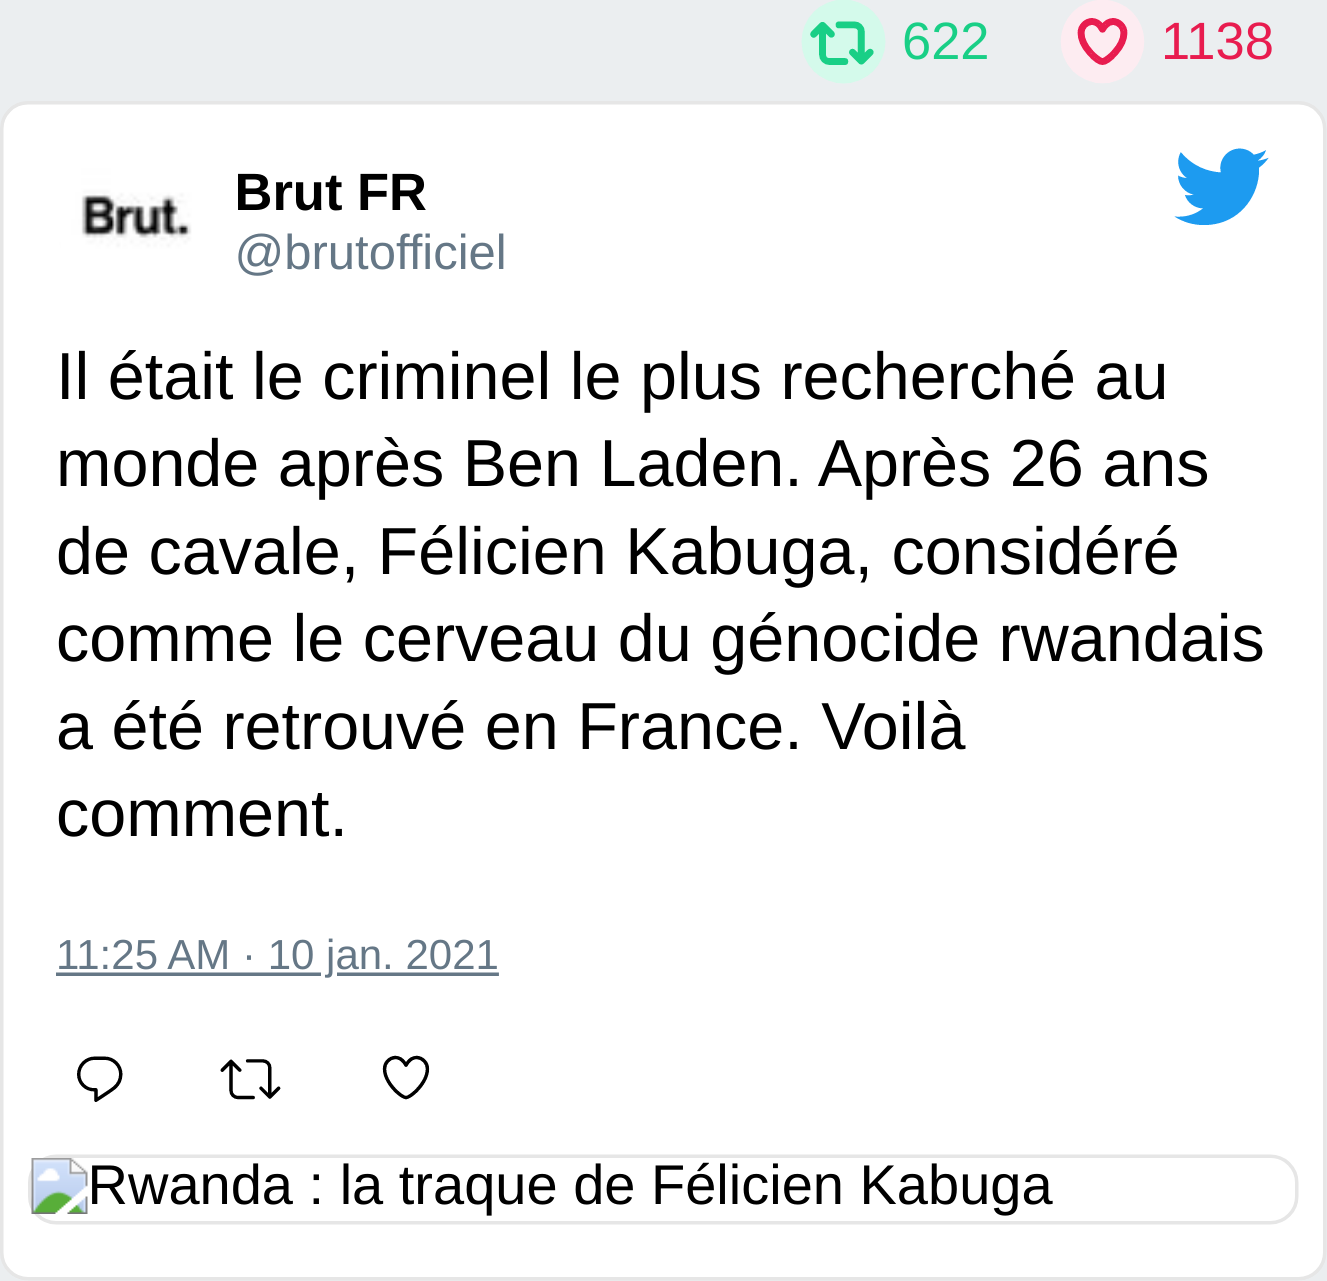 622 1138
Brut.
Brut FR
@brutofficiel
Il était le criminel le plus recherché au
monde après Ben Laden. Après 26 ans
de cavale, Félicien Kabuga, considéré
comme le cerveau du génocide rwandais
a été retrouvé en France. Voilà
comment.
11:25 AM · 10 jan. 2021
Rwanda : la traque de Félicien Kabuga